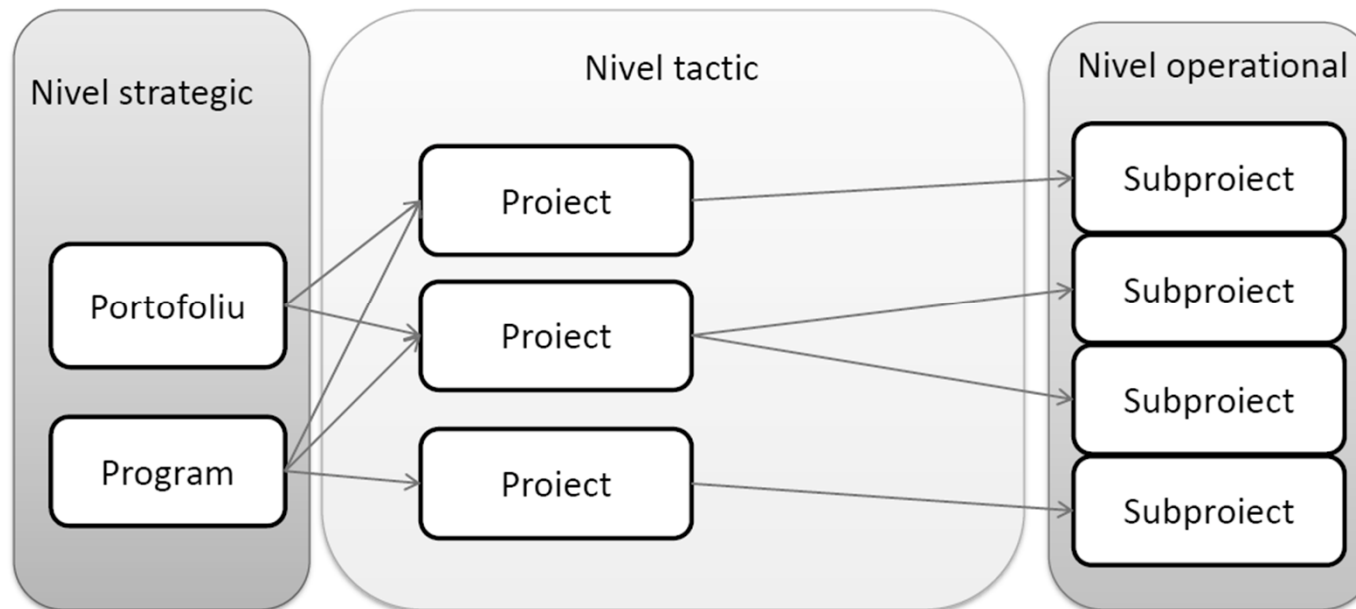 Nivel strategic
Portofoliu
Program
Nivel tactic
Proiect
Proiect
Proiect
Nivel operational
Subproiect
Subproiect
Subproiect
Subproiect